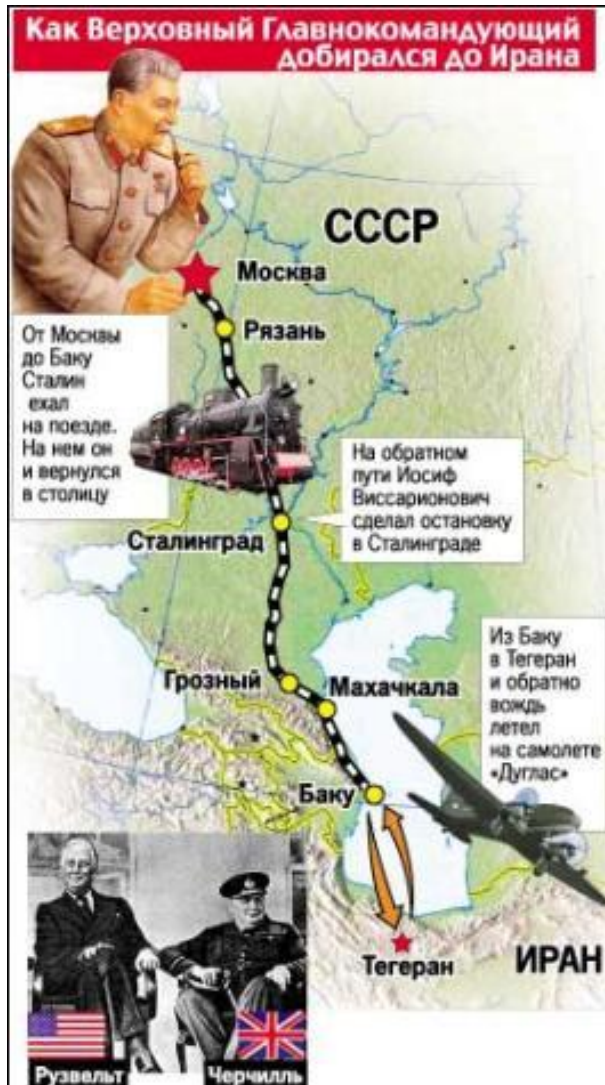 Как Верховный Главнокомандующий
добирался до Ирана
СССР
Москва
Рязань
От Москвы
до Баку
Сталин
ехал
на поезде.
На нем он
и вернулся
в столицу
На обратном
пути Иосиф
Виссарионович
сделал остановку
в Сталинграде
Сталинград
Грозный
Махачкала
Из Баку
в Тегеран
и обратно
вождь
летел
на самолете
«Дуглас»
Баку
Тегеран
ИРАН
Рузвельт
Черчилль